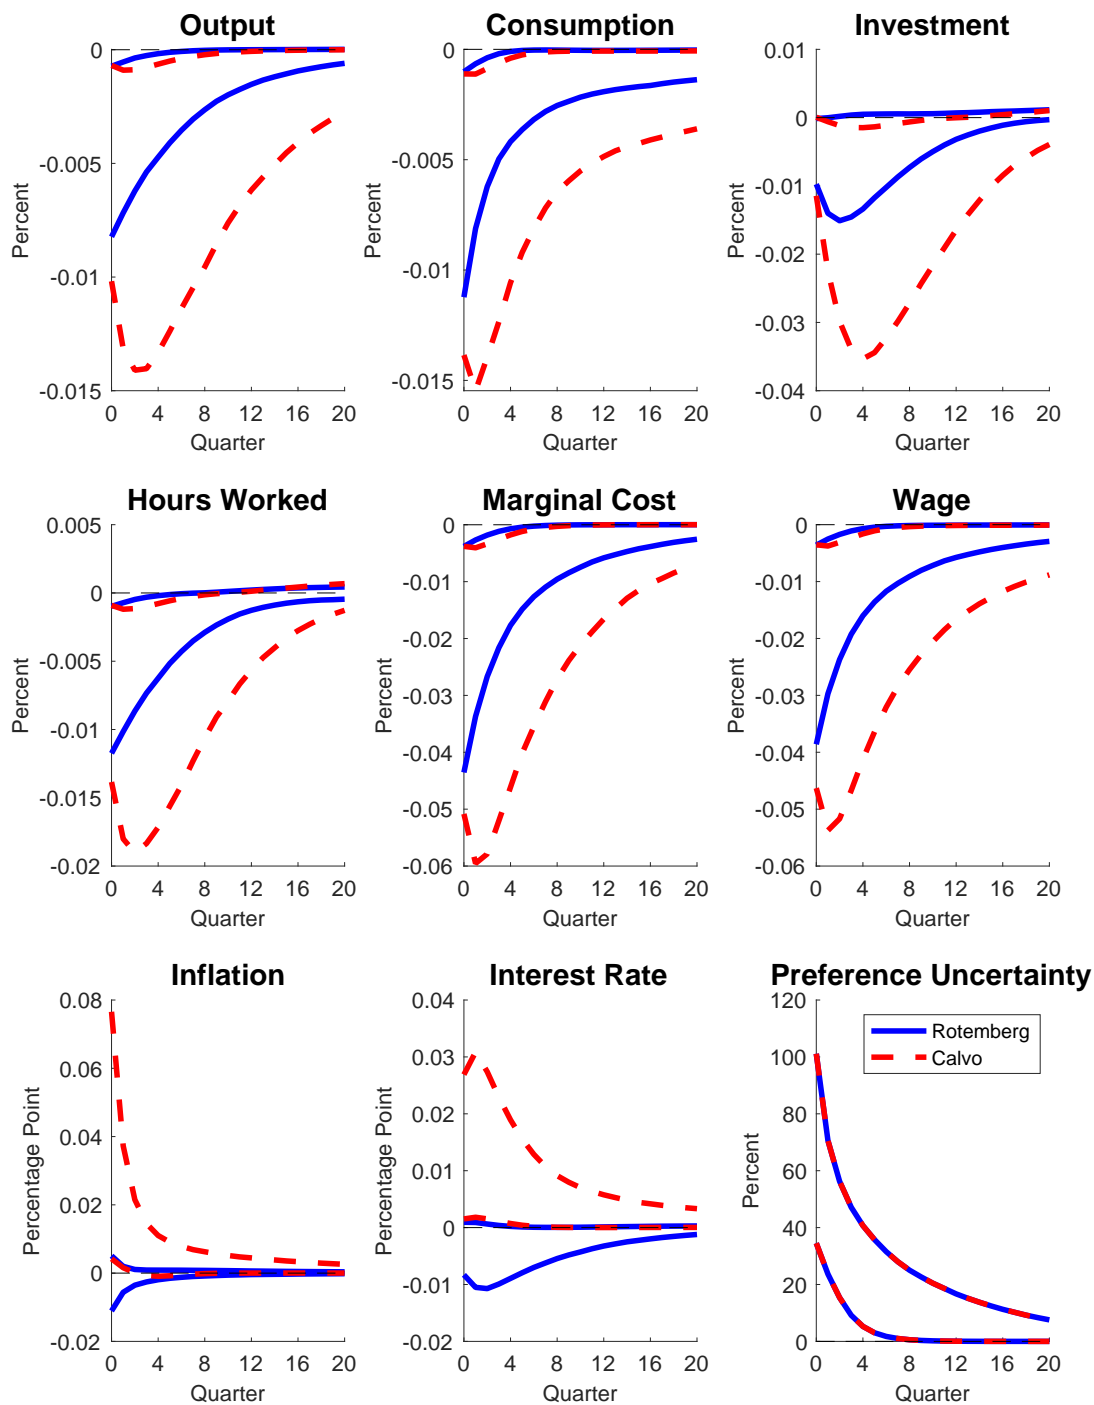 Output
Consumption
Investment
0
-0.005
-0.01
-0.015
Percent
0 4 8 12 16 20
Quarter
0
-0.005
-0.01
-0.015
Percent
0 4 8 12 16 20
Quarter
0.01
0
-0.01
-0.02
-0.03
-0.04
Percent
0 4 8 12 16 20
Quarter
Hours Worked
Marginal Cost
Wage
0.005
0
-0.005
-0.01
-0.015
-0.02
Percent
0 4 8 12 16 20
Quarter
0
-0.01
-0.02
-0.03
-0.04
-0.05
-0.06
Percent
0 4 8 12 16 20
Quarter
0
-0.01
-0.02
-0.03
-0.04
-0.05
-0.06
Percent
0 4 8 12 16 20
Quarter
Inflation
Interest Rate
Preference Uncertainty
0.08
0.06
0.04
0.02
0
-0.02
Percentage Point
0 4 8 12 16 20
Quarter
0.04
0.03
0.02
0.01
0
-0.01
-0.02
Percentage Point
0 4 8 12 16 20
Quarter
120
100
80
60
40
20
0
Percent
Rotemberg
Calvo
0 4 8 12 16 20
Quarter